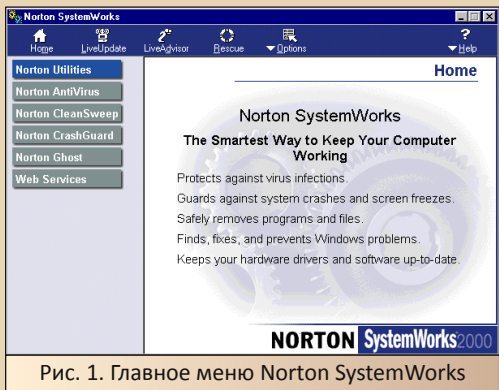 Norton SystemWorks
Home LiveUpdate LiveAdvisor Rescue Options ? Help
Norton Utilities
Norton AntiVirus
Norton CleanSweep
Norton CrashGuard
Norton Ghost
Web Services
Home
Norton SystemWorks
The Smartest Way to Keep Your Computer
Working
Protects against virus infections.
Guards against system crashes and screen freezes.
Safely removes programs and files.
Finds, fixes, and prevents Windows problems.
Keeps your hardware drivers and software up-to-date.
NORTON SystemWorks 2000
Рис. 1. Главное меню Norton SystemWorks